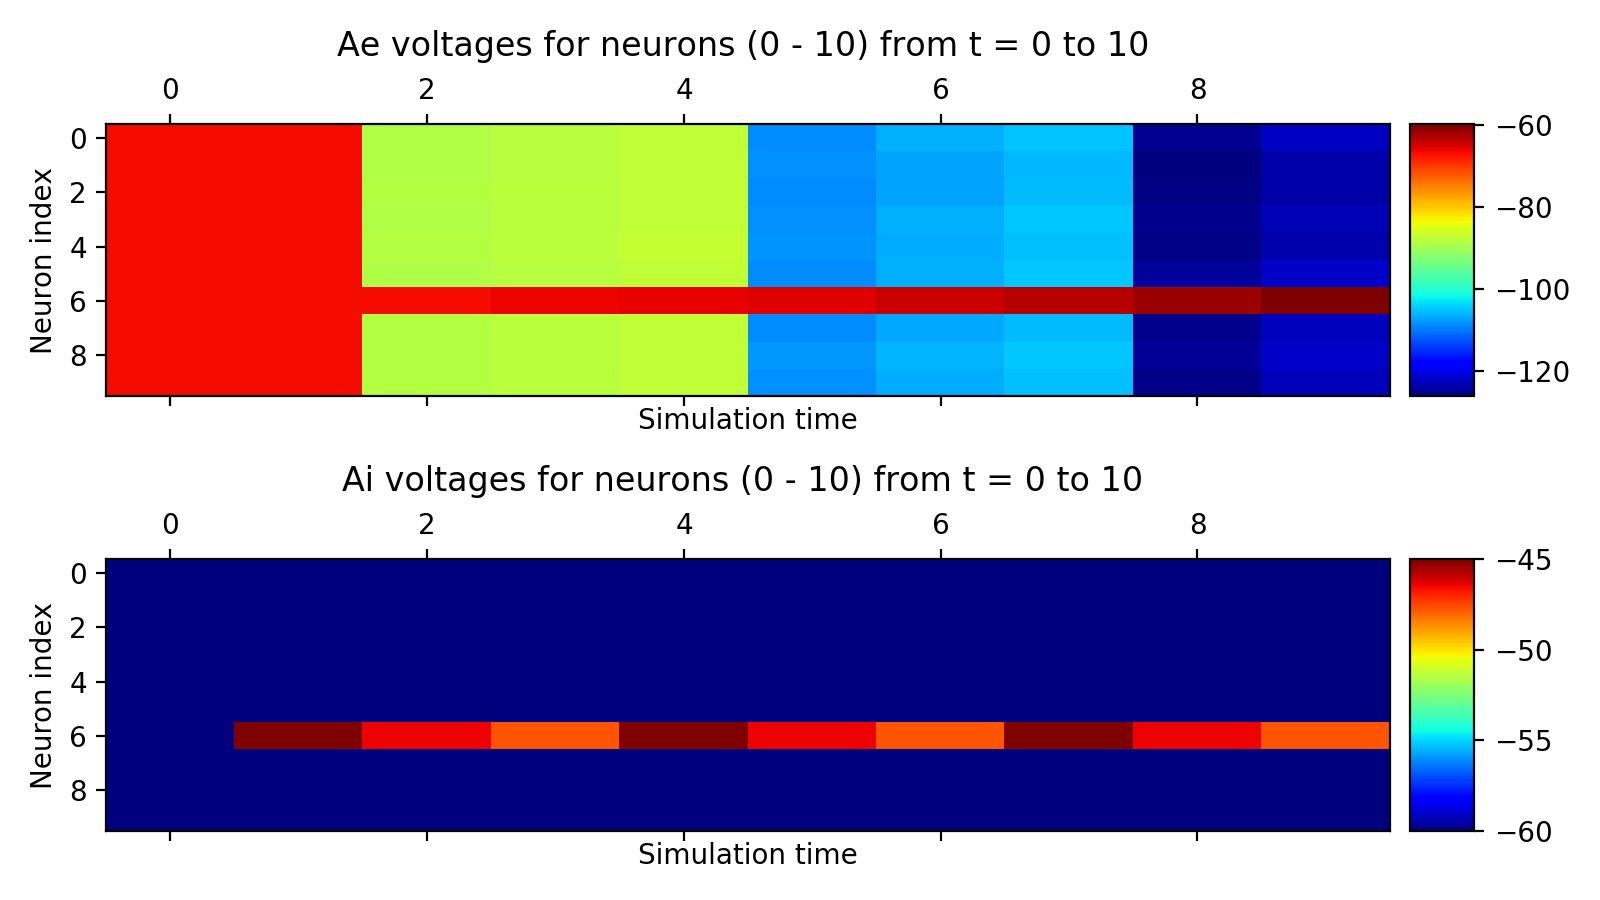 Ae voltages for neurons (0 - 10) from t = 0 to 10
0 2 4 6 8
Neuron index
0
2
4
6
8
−60
−80
−100
−120
Simulation time
Ai voltages for neurons (0 - 10) from t = 0 to 10
0 2 4 6 8
Neuron index
0
2
4
6
8
−45
−50
−55
−60
Simulation time